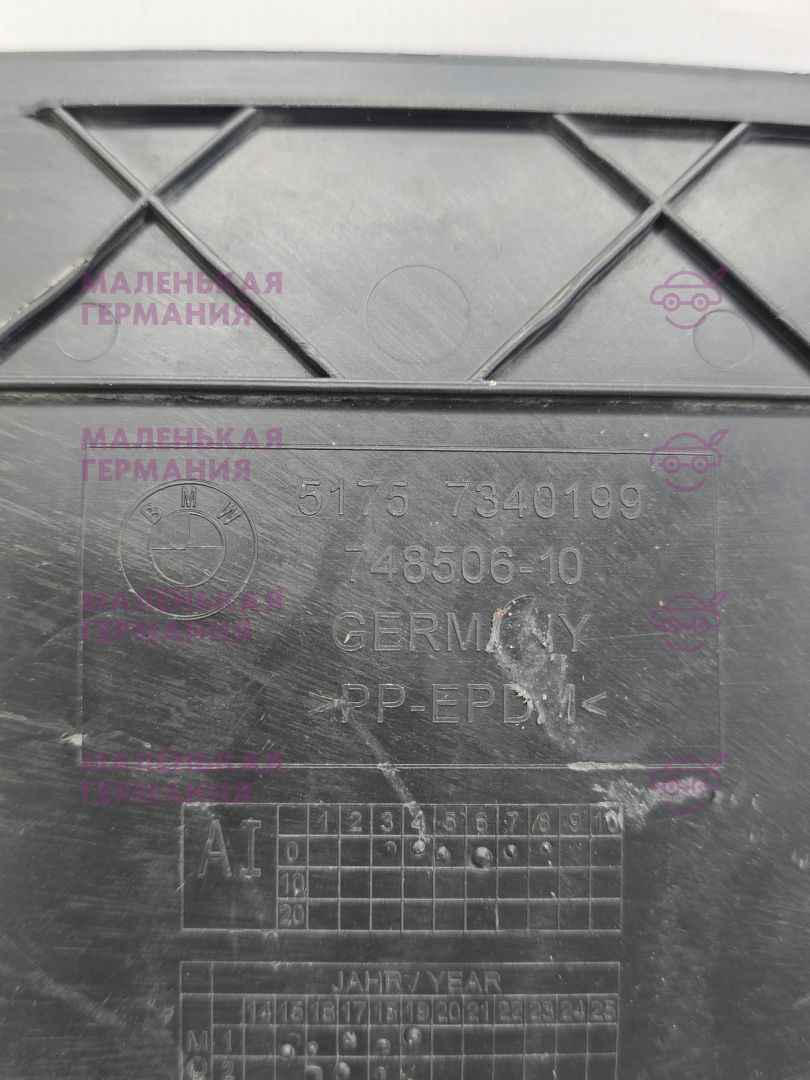 МАЛЕНЬКАЯ
ГЕРМАНИЯ
МАЛЕНЬКАЯ
ГЕРМАНИЯ
BMW
5175 7340199
748506-10
GERMANY
>PP-EPDM<
МАЛЕНЬКАЯ
ГЕРМАНИЯ
МАЛЕНЬКАЯ
ГЕРМАНИЯ
AI
1 2 3 4 5 6 7 8 9 10
0
10
20
JAHR / YEAR
14 15 16 17 18 19 20 21 22 23 24 25
1
2